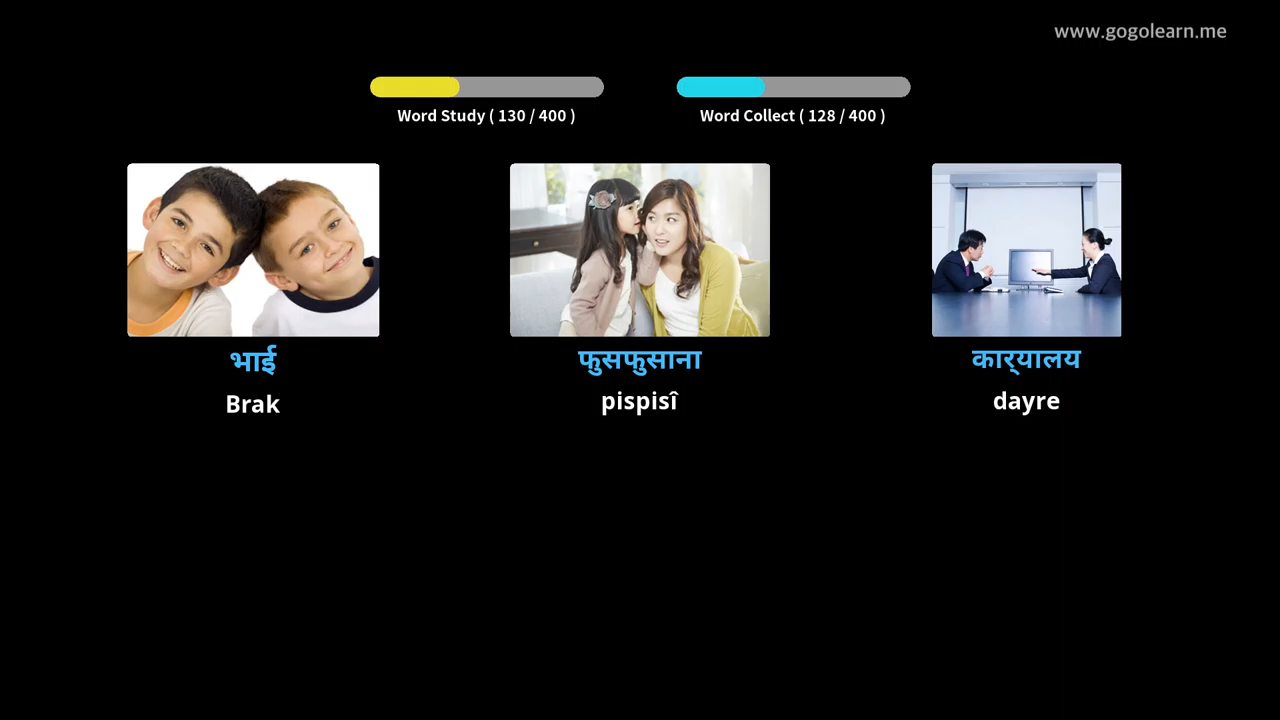 www.gogolearn.me
Word Study ( 130 / 400 )
Word Collect ( 128 / 400 )
भाई
फुसफुसाना
कार्‍यालय
Brak
pispisî
dayre